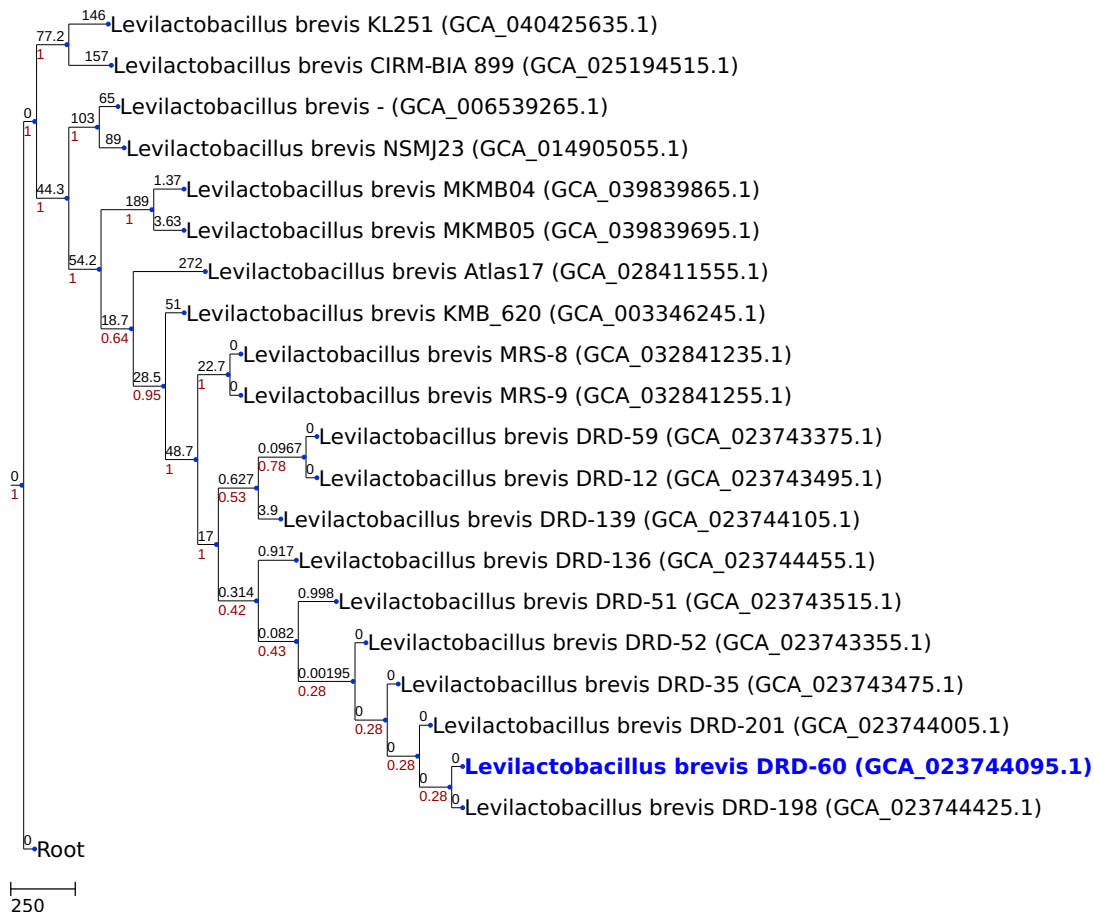 146
Levilactobacillus brevis KL251 (GCA_040425635.1)
77.2
1
157
Levilactobacillus brevis CIRM-BIA 899 (GCA_025194515.1)
65
Levilactobacillus brevis - (GCA_006539265.1)
0
1
103
1
89
Levilactobacillus brevis NSMJ23 (GCA_014905055.1)
1.37
Levilactobacillus brevis MKMB04 (GCA_039839865.1)
44.3
1
189
1
3.63
Levilactobacillus brevis MKMB05 (GCA_039839695.1)
54.2
1
272
Levilactobacillus brevis Atlas17 (GCA_028411555.1)
51
Levilactobacillus brevis KMB_620 (GCA_003346245.1)
18.7
0.64
0
Levilactobacillus brevis MRS-8 (GCA_032841235.1)
22.7
1
28.5
0.95
0
Levilactobacillus brevis MRS-9 (GCA_032841255.1)
0
Levilactobacillus brevis DRD-59 (GCA_023743375.1)
48.7
1
0.0967
0.78
0
Levilactobacillus brevis DRD-12 (GCA_023743495.1)
0
1
0.627
0.53
3.9
Levilactobacillus brevis DRD-139 (GCA_023744105.1)
17
1
0.917
Levilactobacillus brevis DRD-136 (GCA_023744455.1)
0.314
0.42
0.998
Levilactobacillus brevis DRD-51 (GCA_023743515.1)
0.082
0.43
0
Levilactobacillus brevis DRD-52 (GCA_023743355.1)
0.00195
0.28
0
Levilactobacillus brevis DRD-35 (GCA_023743475.1)
0
0.28
0
Levilactobacillus brevis DRD-201 (GCA_023744005.1)
0
0.28
0
Levilactobacillus brevis DRD-60 (GCA_023744095.1)
0
0.28
0
Levilactobacillus brevis DRD-198 (GCA_023744425.1)
0
Root
250